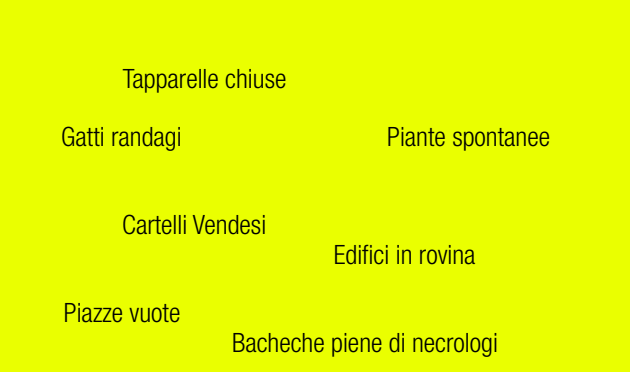 Tapparelle chiuse
Gatti randagi
Piante spontanee
Cartelli Vendesi
Edifici in rovina
Piazze vuote
Bacheche piene di necrologi